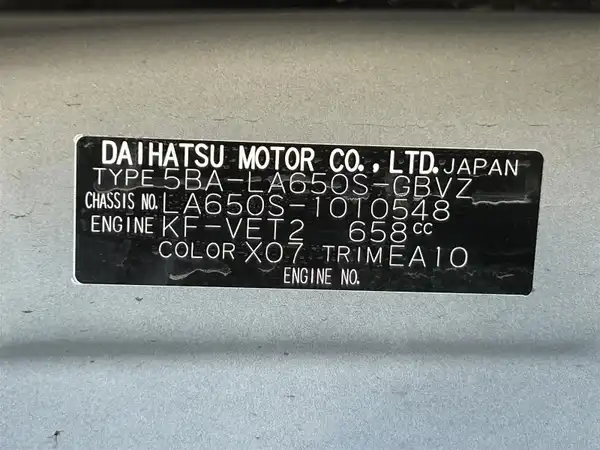 DAIHATSU MOTOR CO., LTD. JAPAN
TYPE 5BA-LA650S-GBVZ
CHASSIS NO. LA650S-1010548
ENGINE KF-VET2 658CC
COLOR X07 TRIM EA10
ENGINE NO.